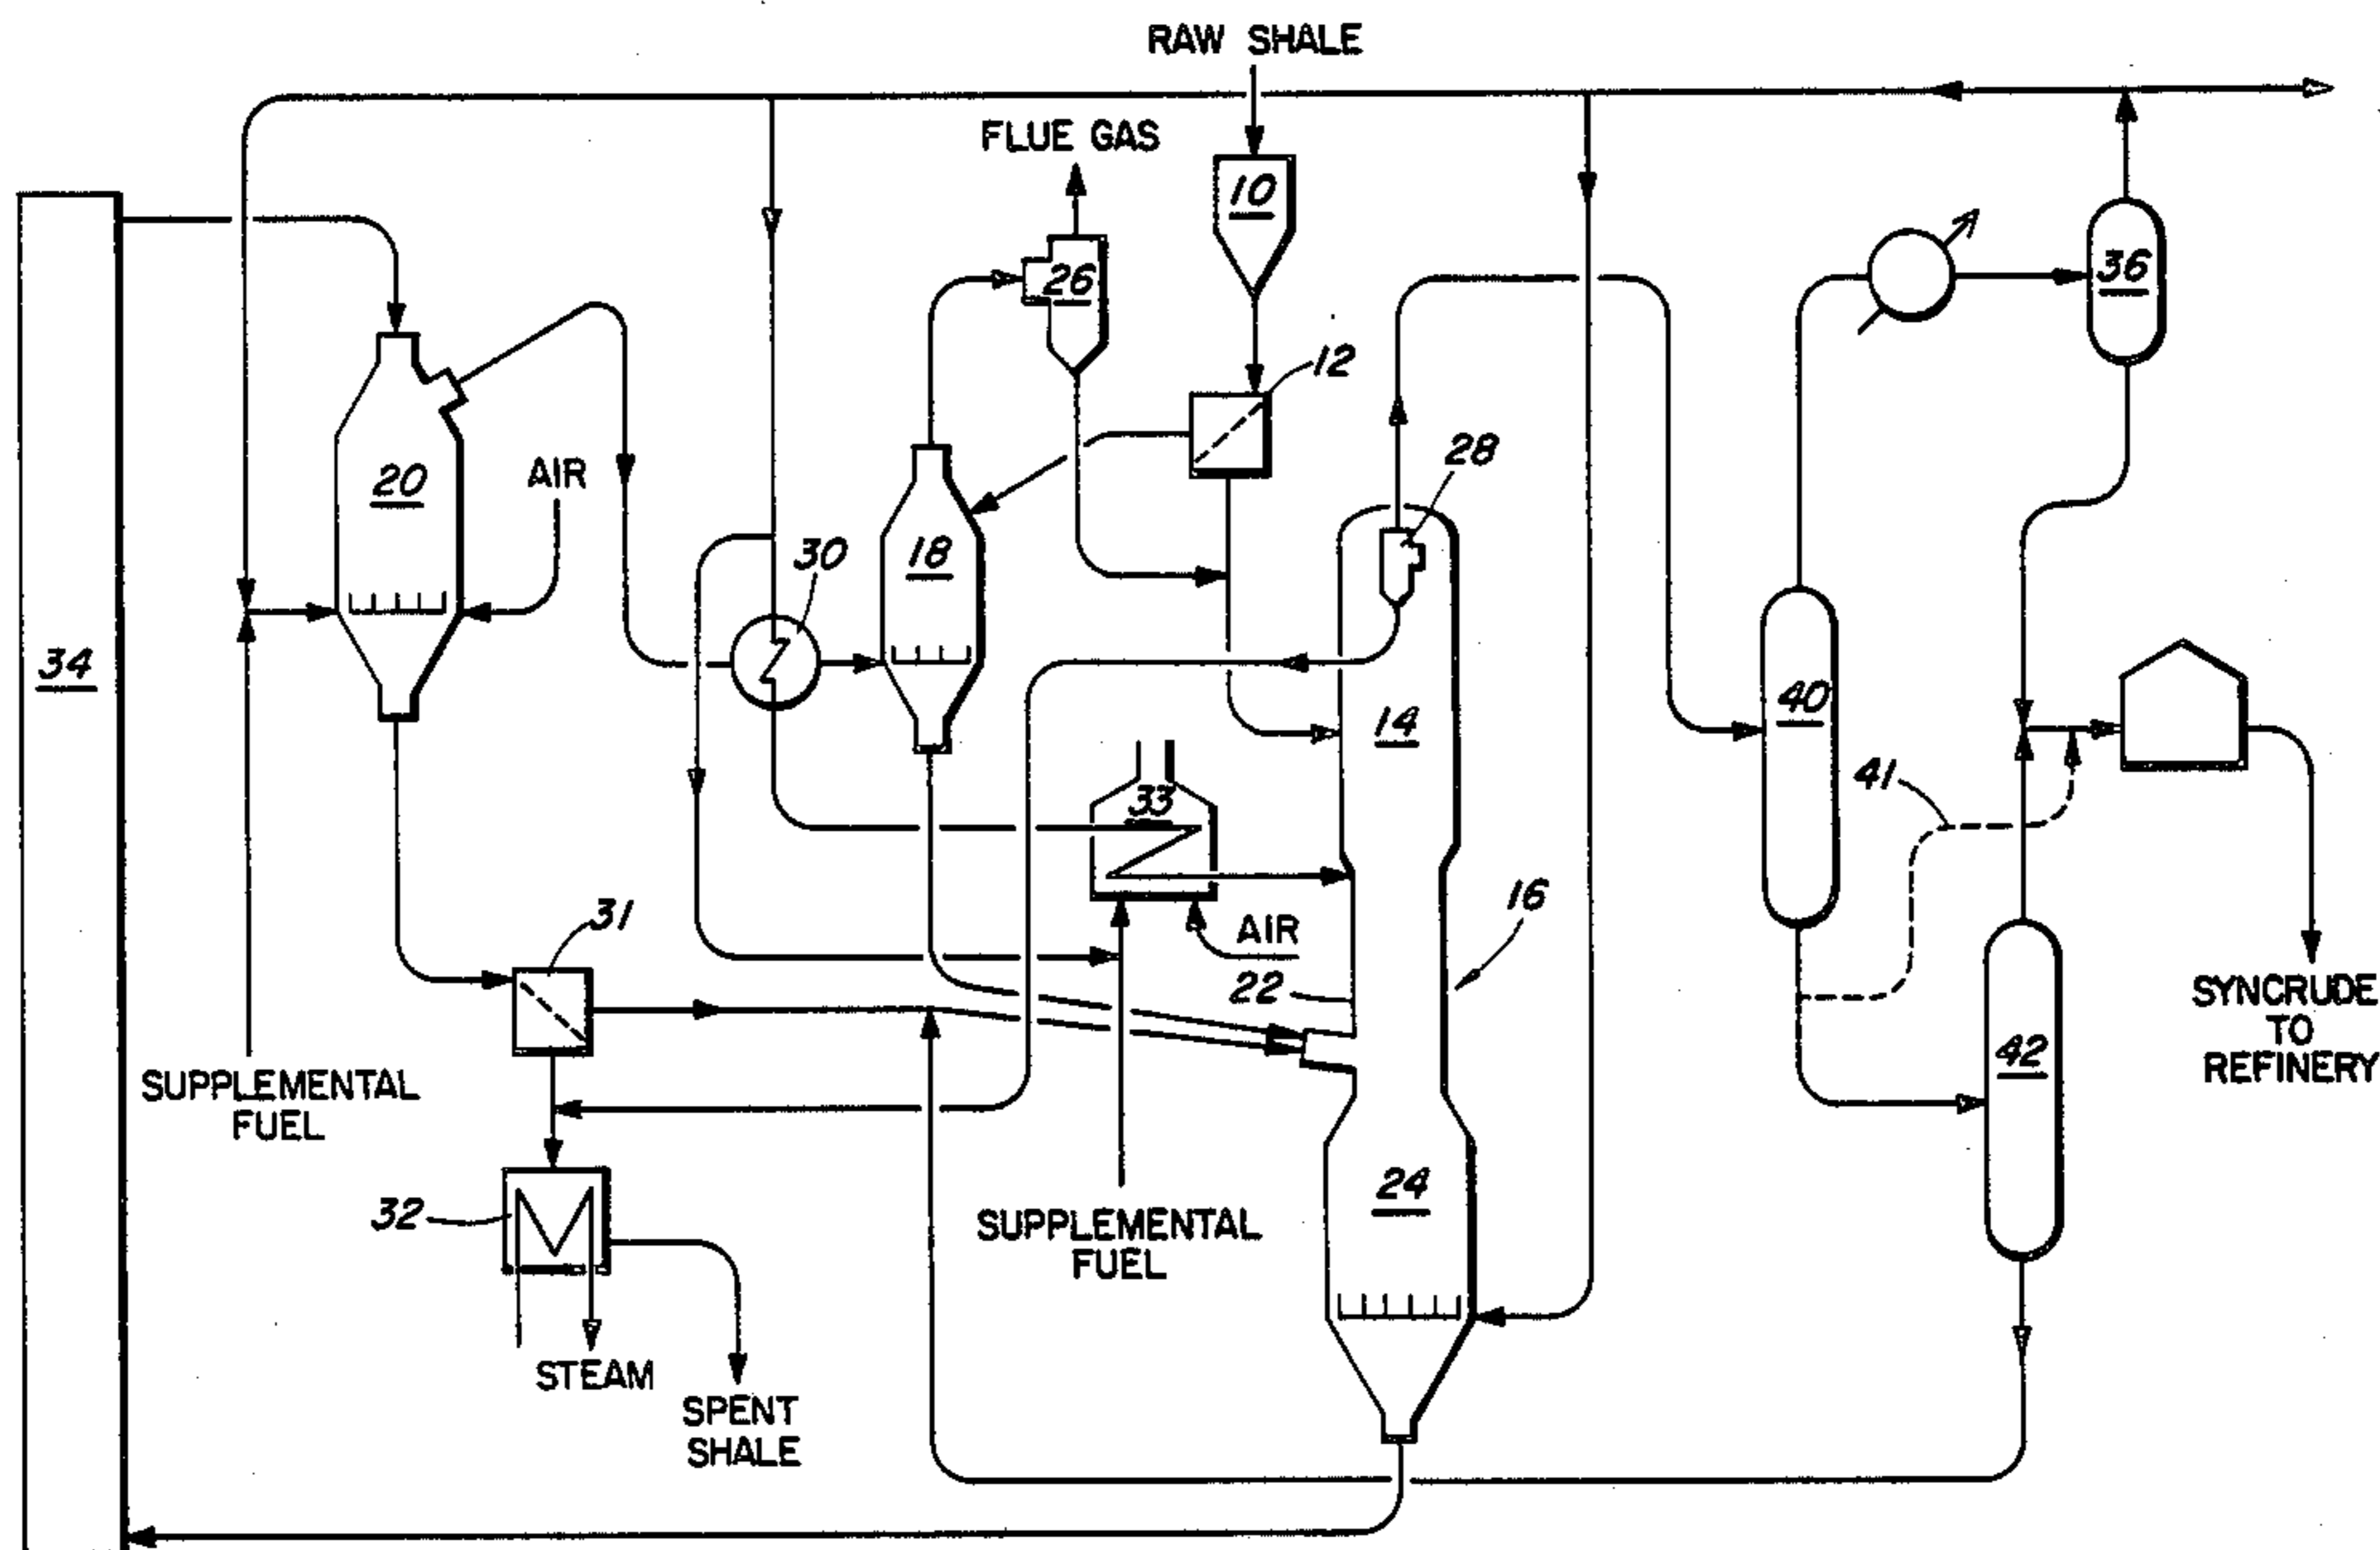 RAW SHALE
FLUE GAS
10
26
36
12
28
20
AIR
18
30
34
14
40
33
41
16
31
AIR
22
SYNCRUDE
TO
REFINERY
42
SUPPLEMENTAL
FUEL
24
32
SUPPLEMENTAL
FUEL
STEAM
SPENT
SHALE